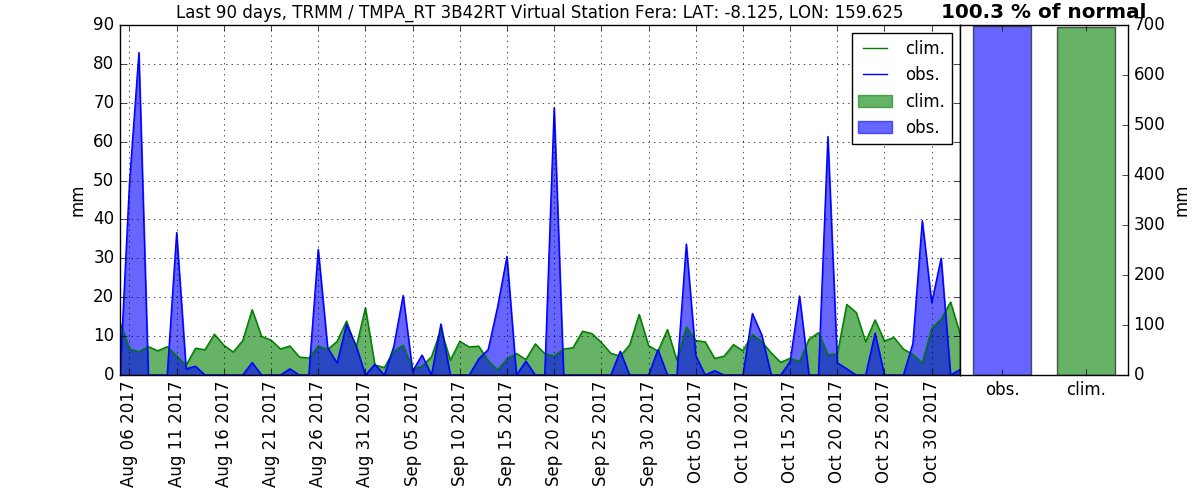 Last 90 days, TRMM / TMPA_RT 3B42RT Virtual Station Fera: LAT: -8.125, LON: 159.625
100.3 % of normal
90
80
70
60
50
40
30
20
10
0
mm
clim.
obs.
clim.
obs.
700
600
500
400
300
200
100
0
mm
obs.
clim.
Aug 06 2017
Aug 11 2017
Aug 16 2017
Aug 21 2017
Aug 26 2017
Aug 31 2017
Sep 05 2017
Sep 10 2017
Sep 15 2017
Sep 20 2017
Sep 25 2017
Sep 30 2017
Oct 05 2017
Oct 10 2017
Oct 15 2017
Oct 20 2017
Oct 25 2017
Oct 30 2017